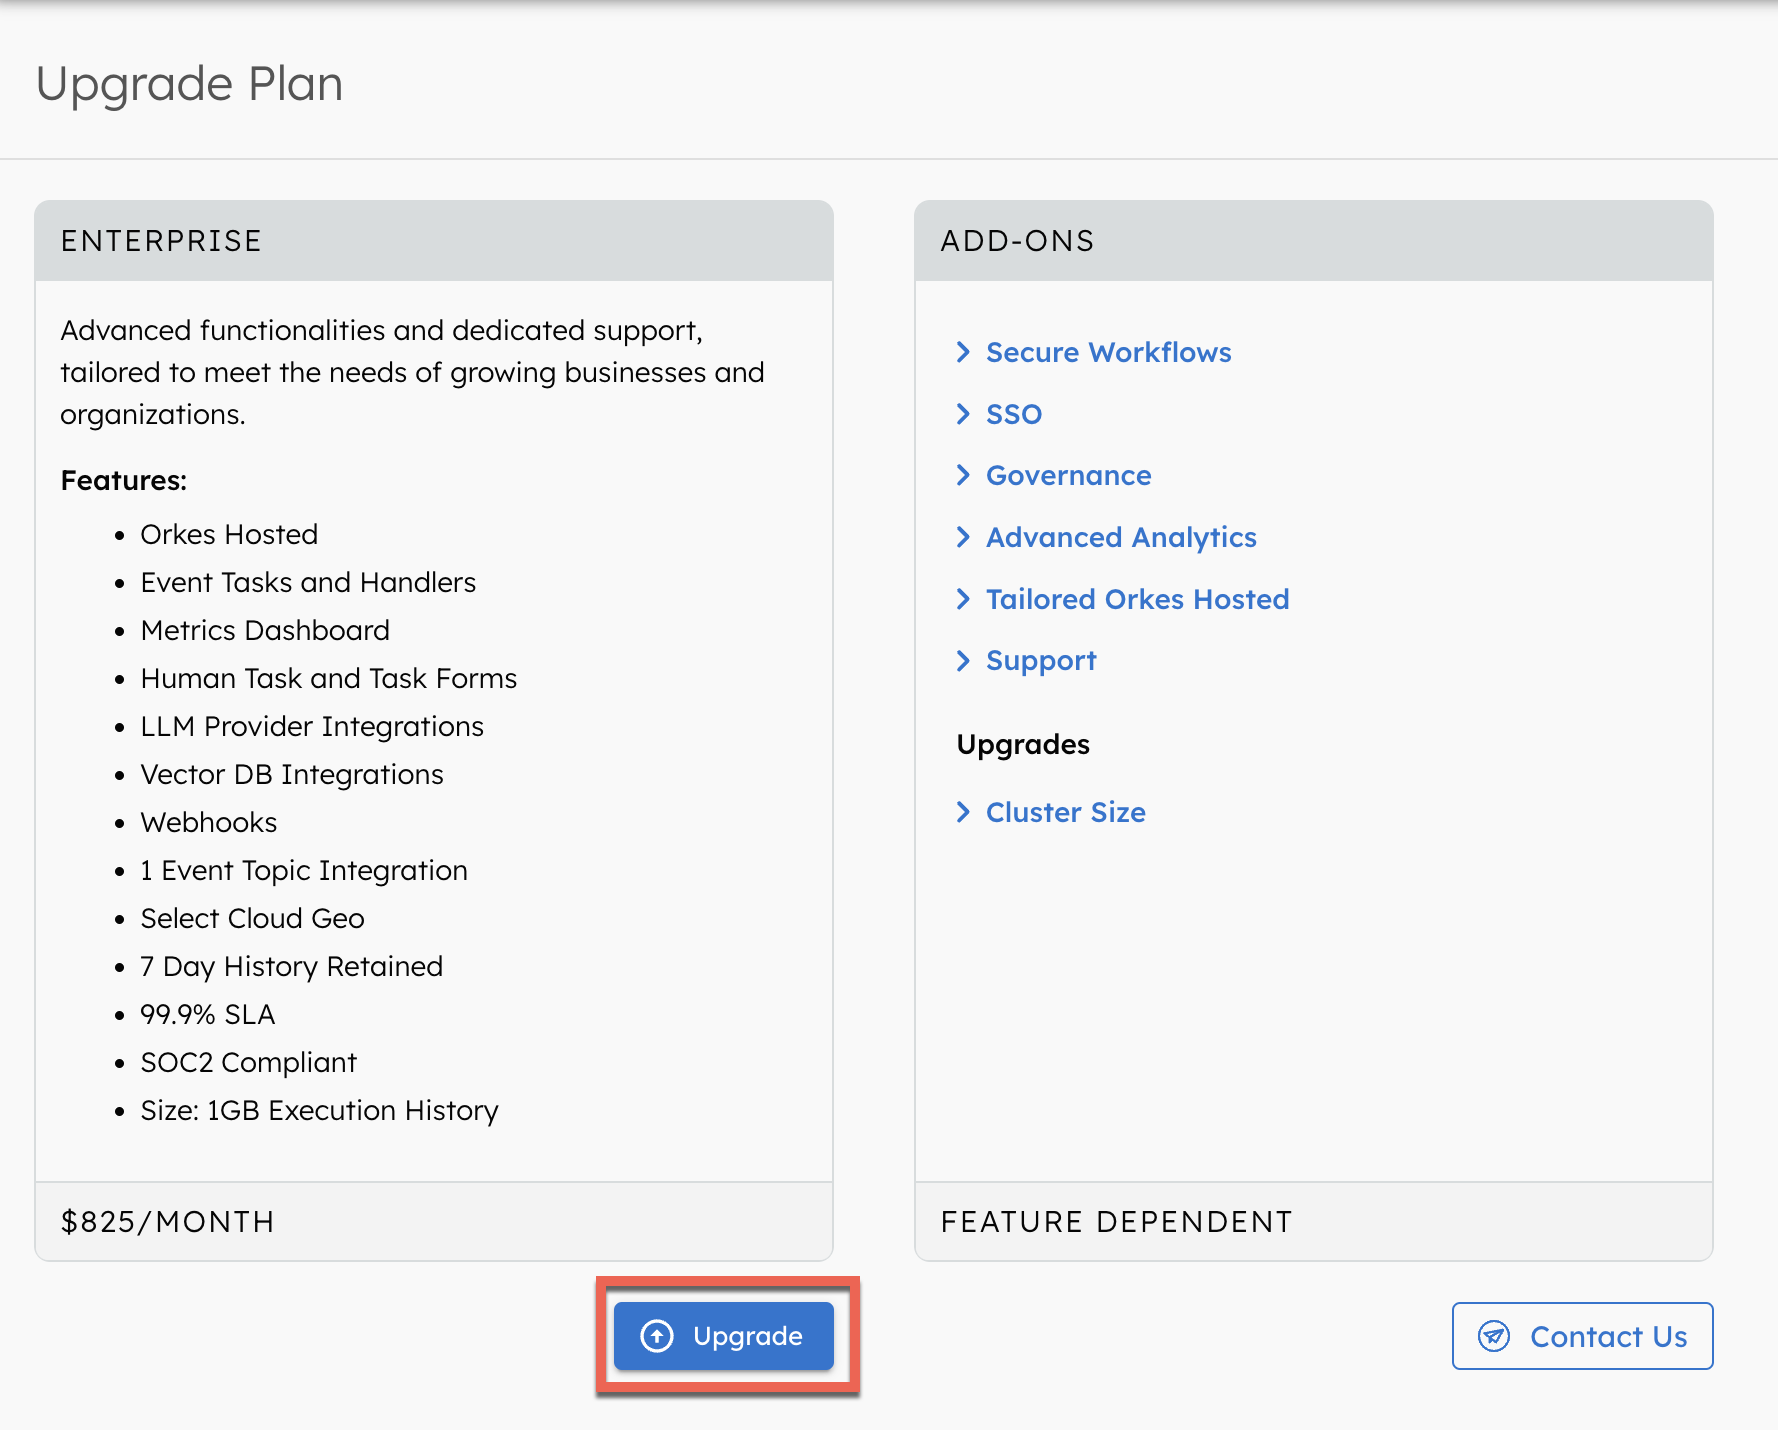 Upgrade Plan
ENTERPRISE
Advanced functionalities and dedicated support,
tailored to meet the needs of growing businesses and
organizations.
Features:
Orkes Hosted
Event Tasks and Handlers
Metrics Dashboard
Human Task and Task Forms
LLM Provider Integrations
Vector DB Integrations
Webhooks
1 Event Topic Integration
Select Cloud Geo
7 Day History Retained
99.9% SLA
SOC2 Compliant
Size: 1GB Execution History
$825/MONTH
Upgrade
ADD-ONS
Secure Workflows
SSO
Governance
Advanced Analytics
Tailored Orkes Hosted
Support
Upgrades
Cluster Size
FEATURE DEPENDENT
Contact Us